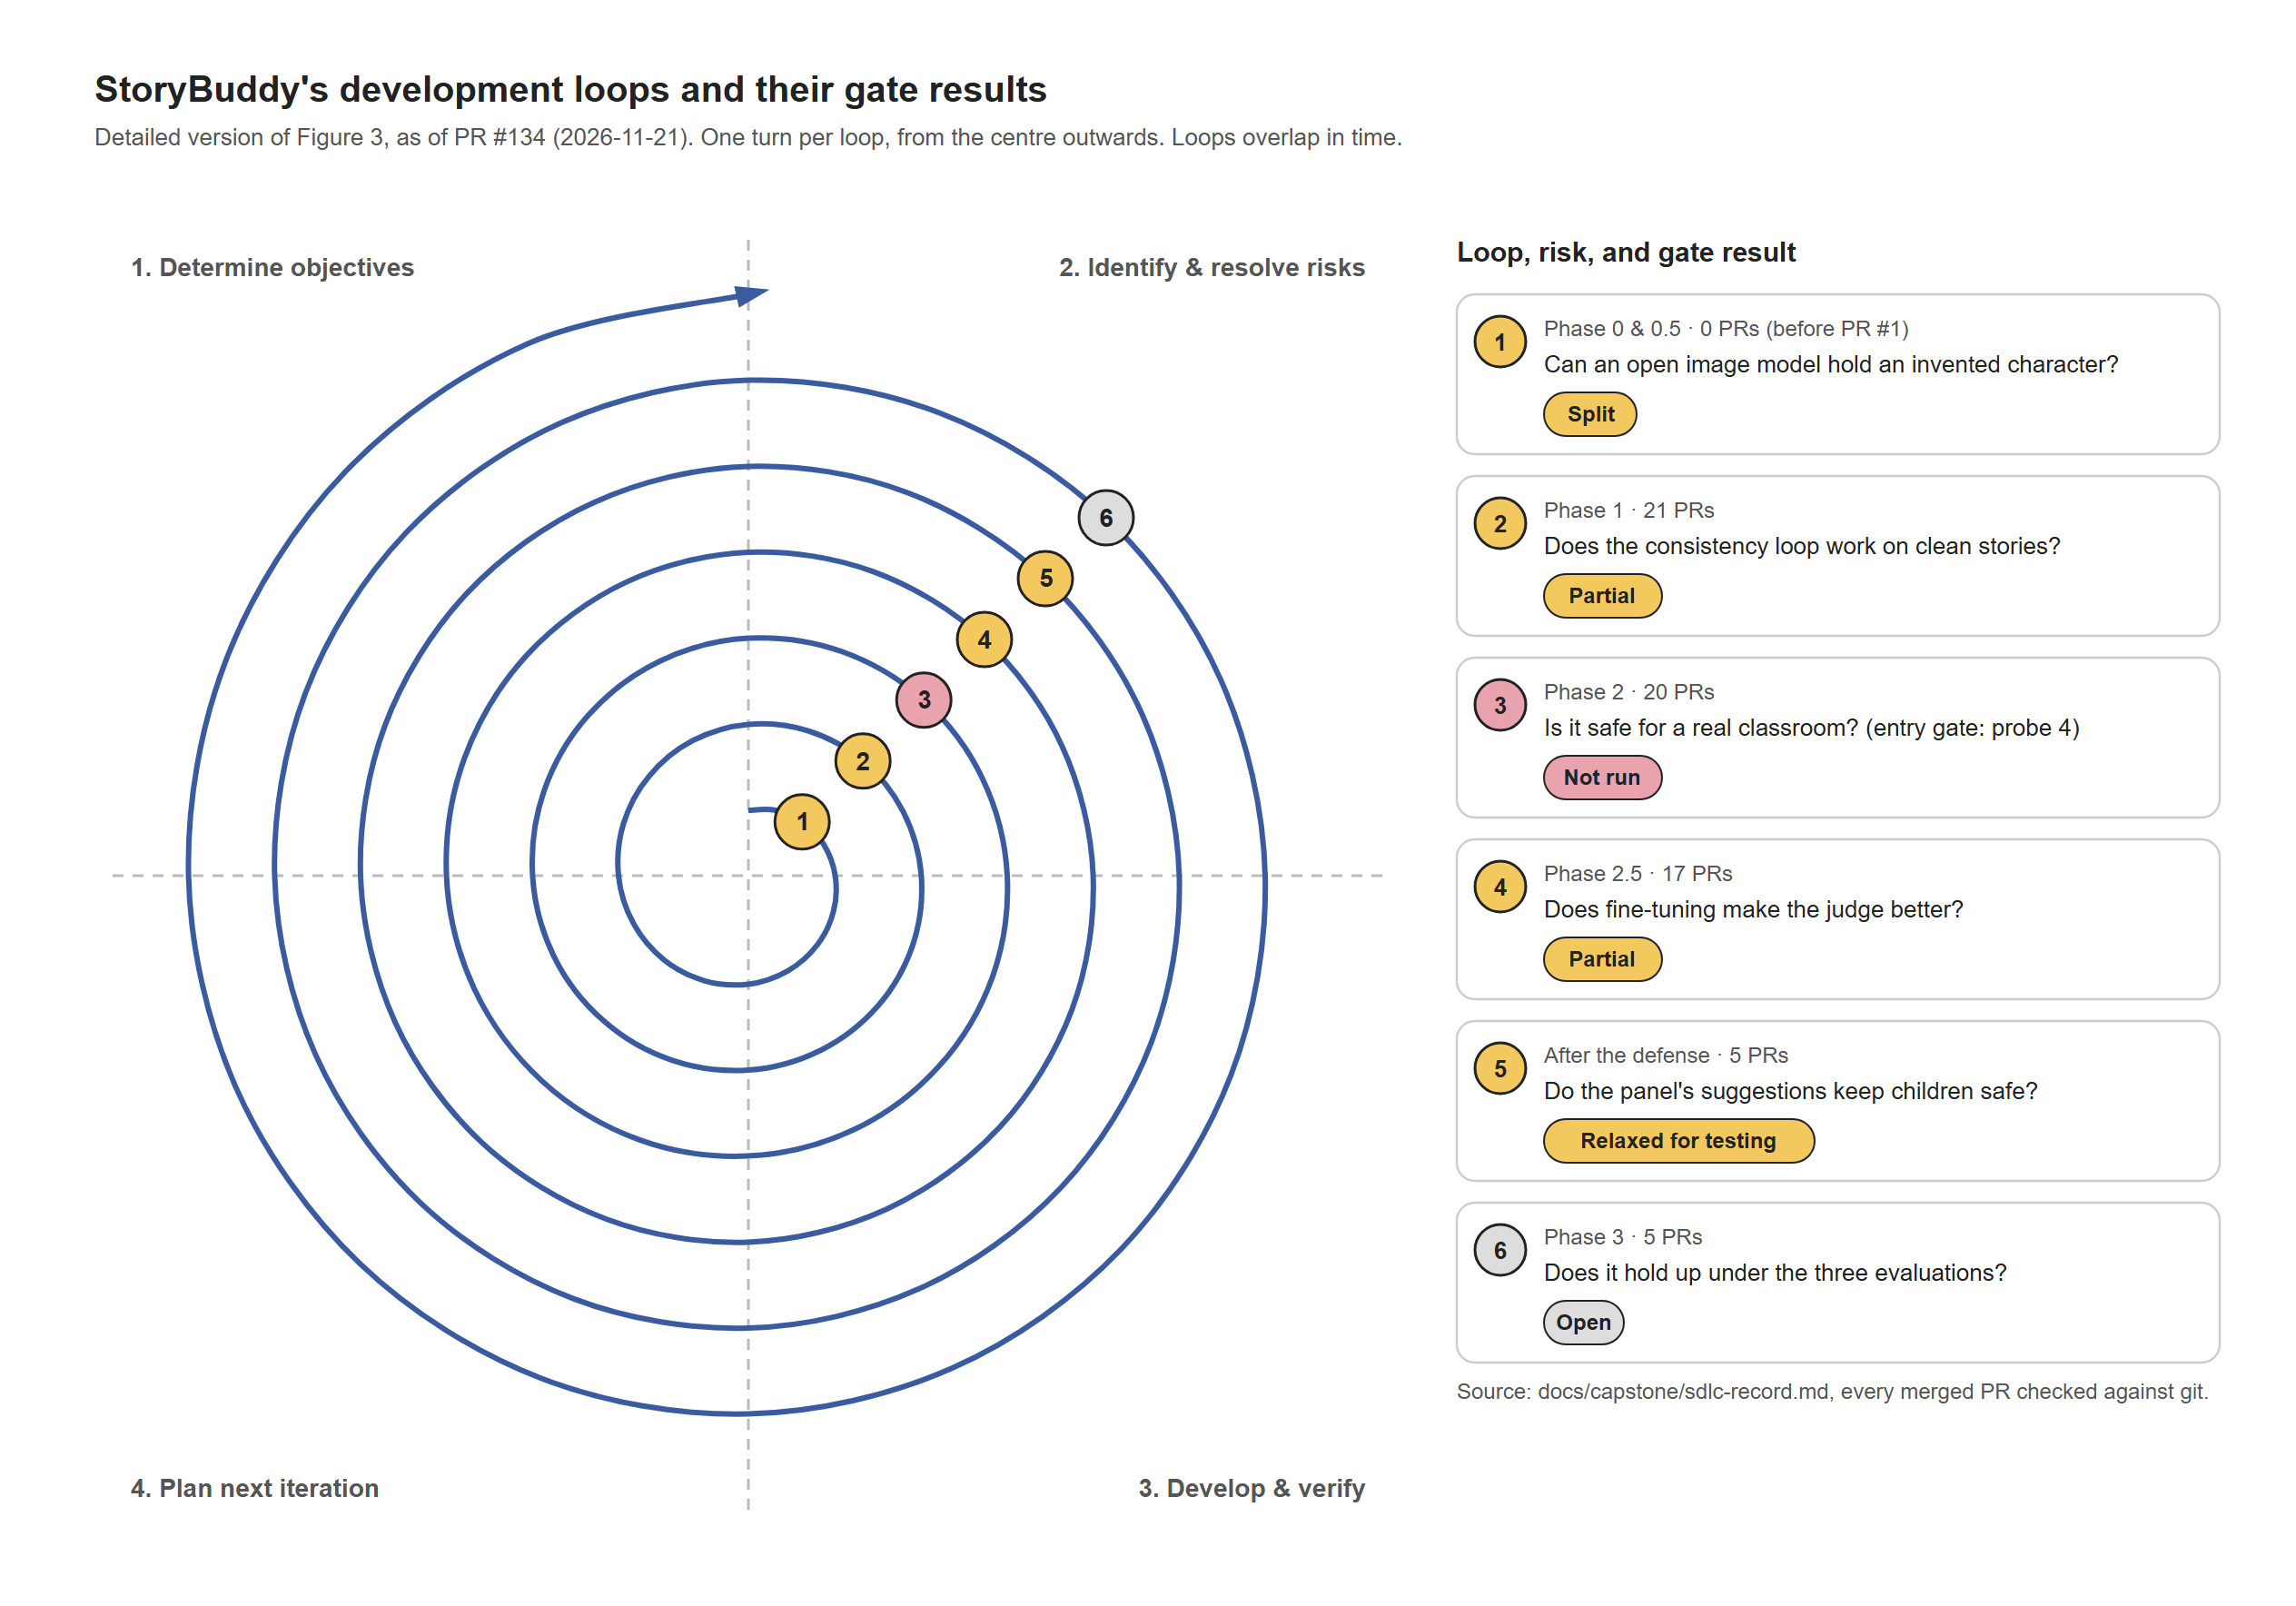 StoryBuddy's development loops and their gate results
Detailed version of Figure 3, as of PR #134 (2026-11-21). One turn per loop, from the centre outwards. Loops overlap in time.
1. Determine objectives
2. Identify & resolve risks
6
5
4
3
2
1
4. Plan next iteration
3. Develop & verify
Loop, risk, and gate result
1
Phase 0 & 0.5 · 0 PRs (before PR #1)
Can an open image model hold an invented character?
Split
2
Phase 1 · 21 PRs
Does the consistency loop work on clean stories?
Partial
3
Phase 2 · 20 PRs
Is it safe for a real classroom? (entry gate: probe 4)
Not run
4
Phase 2.5 · 17 PRs
Does fine-tuning make the judge better?
Partial
5
After the defense · 5 PRs
Do the panel's suggestions keep children safe?
Relaxed for testing
6
Phase 3 · 5 PRs
Does it hold up under the three evaluations?
Open
Source: docs/capstone/sdlc-record.md, every merged PR checked against git.